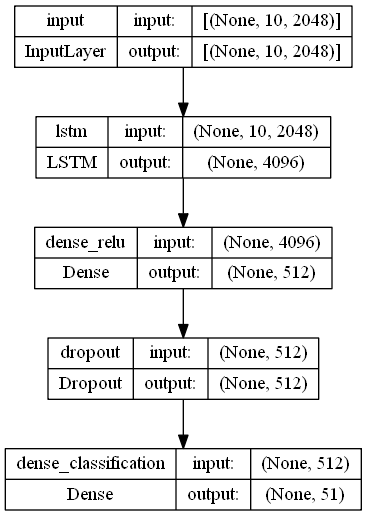 input input: [(None, 10, 2048)]
InputLayer output: [(None, 10, 2048)]
lstm input: (None, 10, 2048)
LSTM output: (None, 4096)
dense_relu input: (None, 4096)
Dense output: (None, 512)
dropout input: (None, 512)
Dropout output: (None, 512)
dense_classification input: (None, 512)
Dense output: (None, 51)